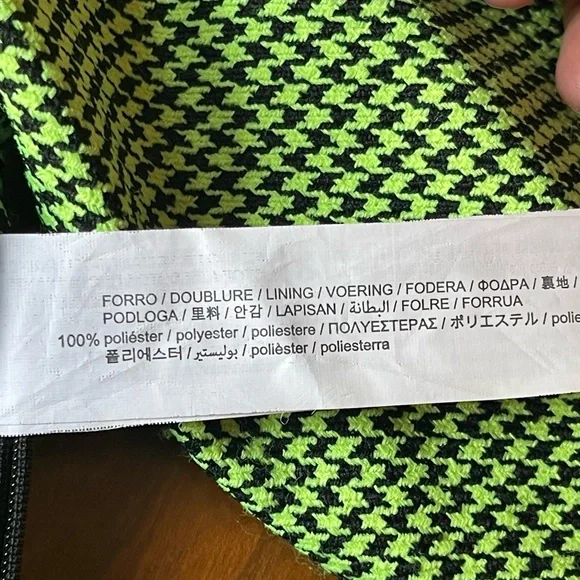 FORRO / DOUBLURE / LINING / VOERING / FODERA / ΦΟΔΡΑ / 裏地 /
PODLOGA / 里料 / 안감 / LAPISAN / البطانة / FOLRE / FORRUA
100% poliéster / polyester / poliestere / ΠΟΛΥΕΣΤΕΡΑΣ / ポリエステル / polie
폴리에스터 / بوليستير / polièster / poliesterra